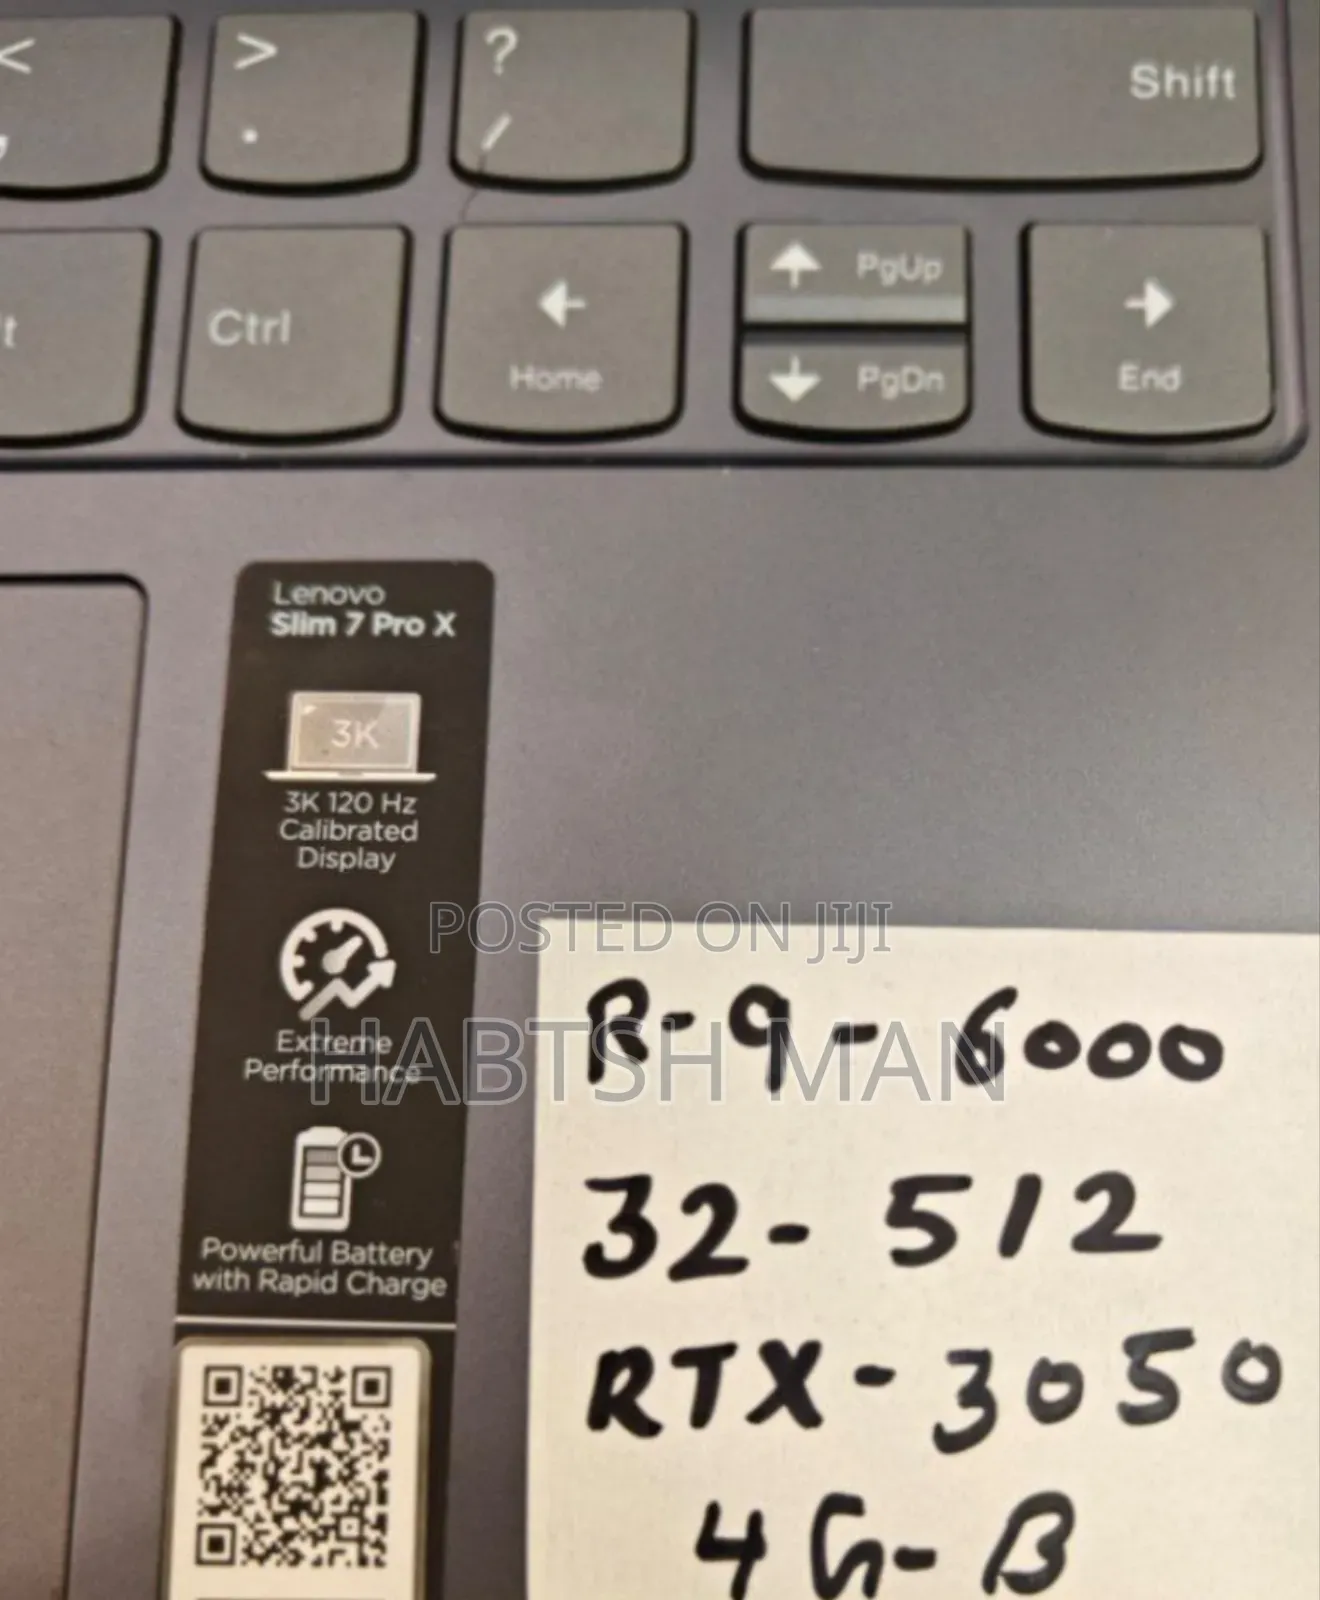 <
,
>
.
?
/
Shift
Ctrl
Home
PgUp
PgDn
End
Lenovo
Slim 7 Pro X
3K
3K 120 Hz
Calibrated
Display
Extreme
Performance
Powerful Battery
with Rapid Charge
POSTED ON JIJI
HABTSH MAN
R-9-6000
32-512
RTX-3050
4G-B